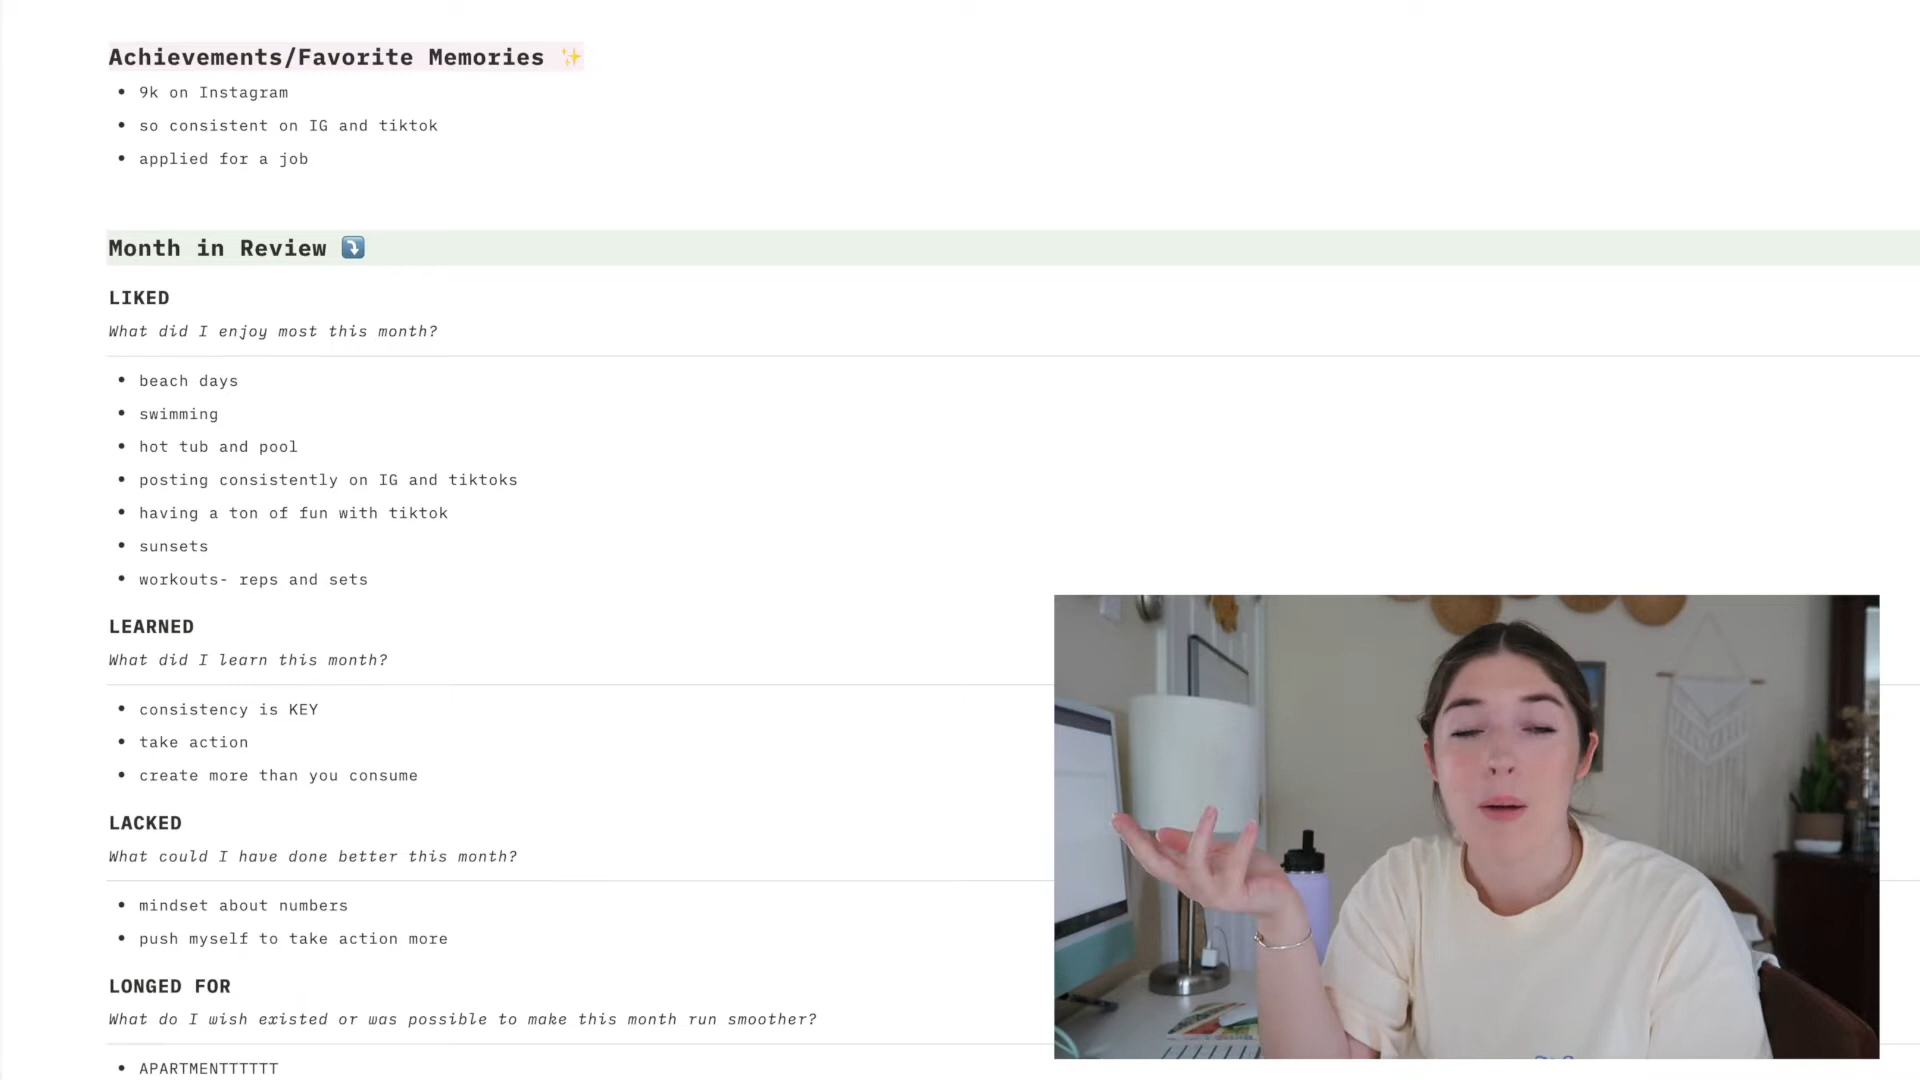 Achievements/Favorite Memories ✨
• 9k on Instagram
• so consistent on IG and tiktok
• applied for a job
Month in Review ⤵️
LIKED
What did I enjoy most this month?
• beach days
• swimming
• hot tub and pool
• posting consistently on IG and tiktoks
• having a ton of fun with tiktok
• sunsets
• workouts- reps and sets
LEARNED
What did I learn this month?
• consistency is KEY
• take action
• create more than you consume
LACKED
What could I have done better this month?
• mindset about numbers
• push myself to take action more
LONGED FOR
What do I wish existed or was possible to make this month run smoother?
• APARTMENTTTTTT